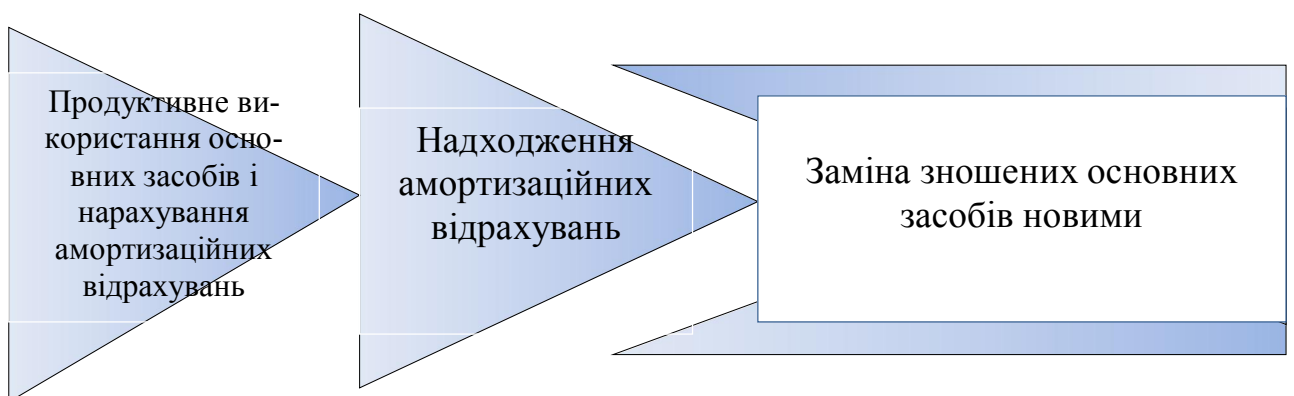 Продуктивне ви-
користання осно-
вних засобів і
нарахування
амортизаційних
відрахувань
Надходження
амортизаційних
відрахувань
Заміна зношених основних
засобів новими